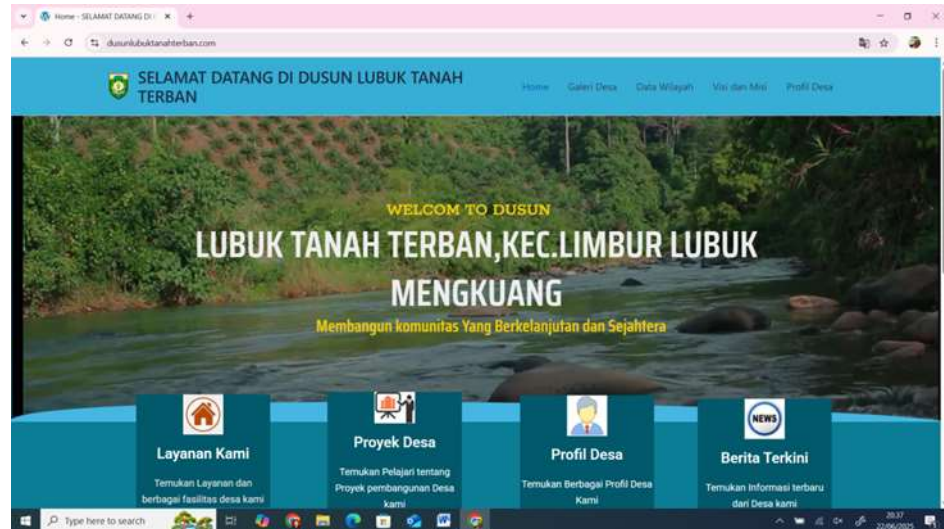 Home - SELAMAT DATANG DI
dusunlubuktanahterban.com
SELAMAT DATANG DI DUSUN LUBUK TANAH
TERBAN
Home Galeri Desa Data Wilayah Visi dan Misi Profil Desa
WELCOM TO DUSUN
LUBUK TANAH TERBAN,KEC.LIMBUR LUBUK
MENGKUANG
Membangun komunitas Yang Berkelanjutan dan Sejahtera
Layanan Kami
Temukan Layanan dan
berbagai fasilitas desa kami
Proyek Desa
Temukan Pelajari tentang
Proyek pembangunan Desa
kami
Profil Desa
Temukan Berbagai Profil Desa
Kami
NEWS
Berita Terkini
Temukan Informasi terbaru
dari Desa kami
Type here to search
20.37
22/06/2025